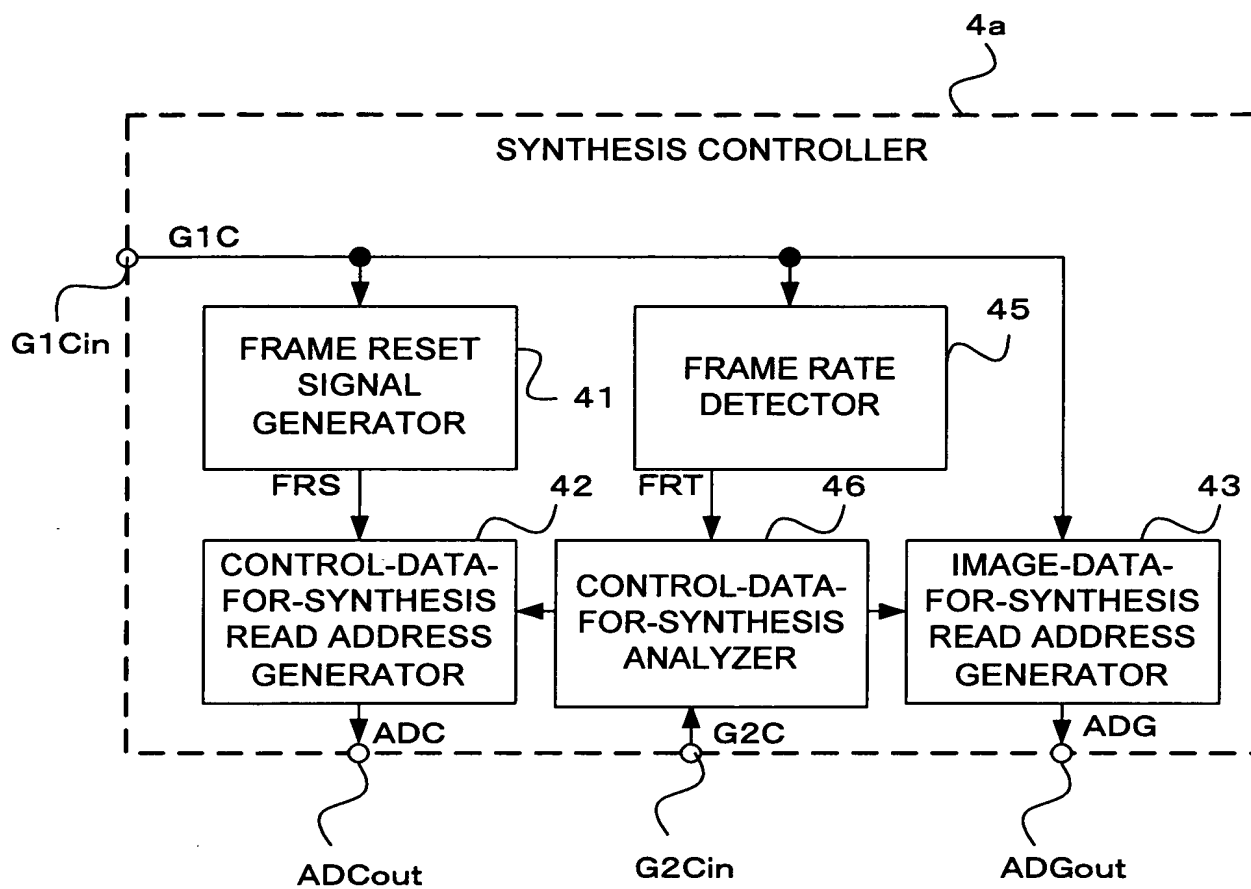 4a
SYNTHESIS CONTROLLER
G1C
G1Cin
FRAME RESET
SIGNAL
GENERATOR
41
FRAME RATE
DETECTOR
45
FRS
42
FRT
46
43
CONTROL-DATA-
FOR-SYNTHESIS
READ ADDRESS
GENERATOR
CONTROL-DATA-
FOR-SYNTHESIS
ANALYZER
IMAGE-DATA-
FOR-SYNTHESIS
READ ADDRESS
GENERATOR
ADC
G2C
ADG
ADCout
G2Cin
ADGout